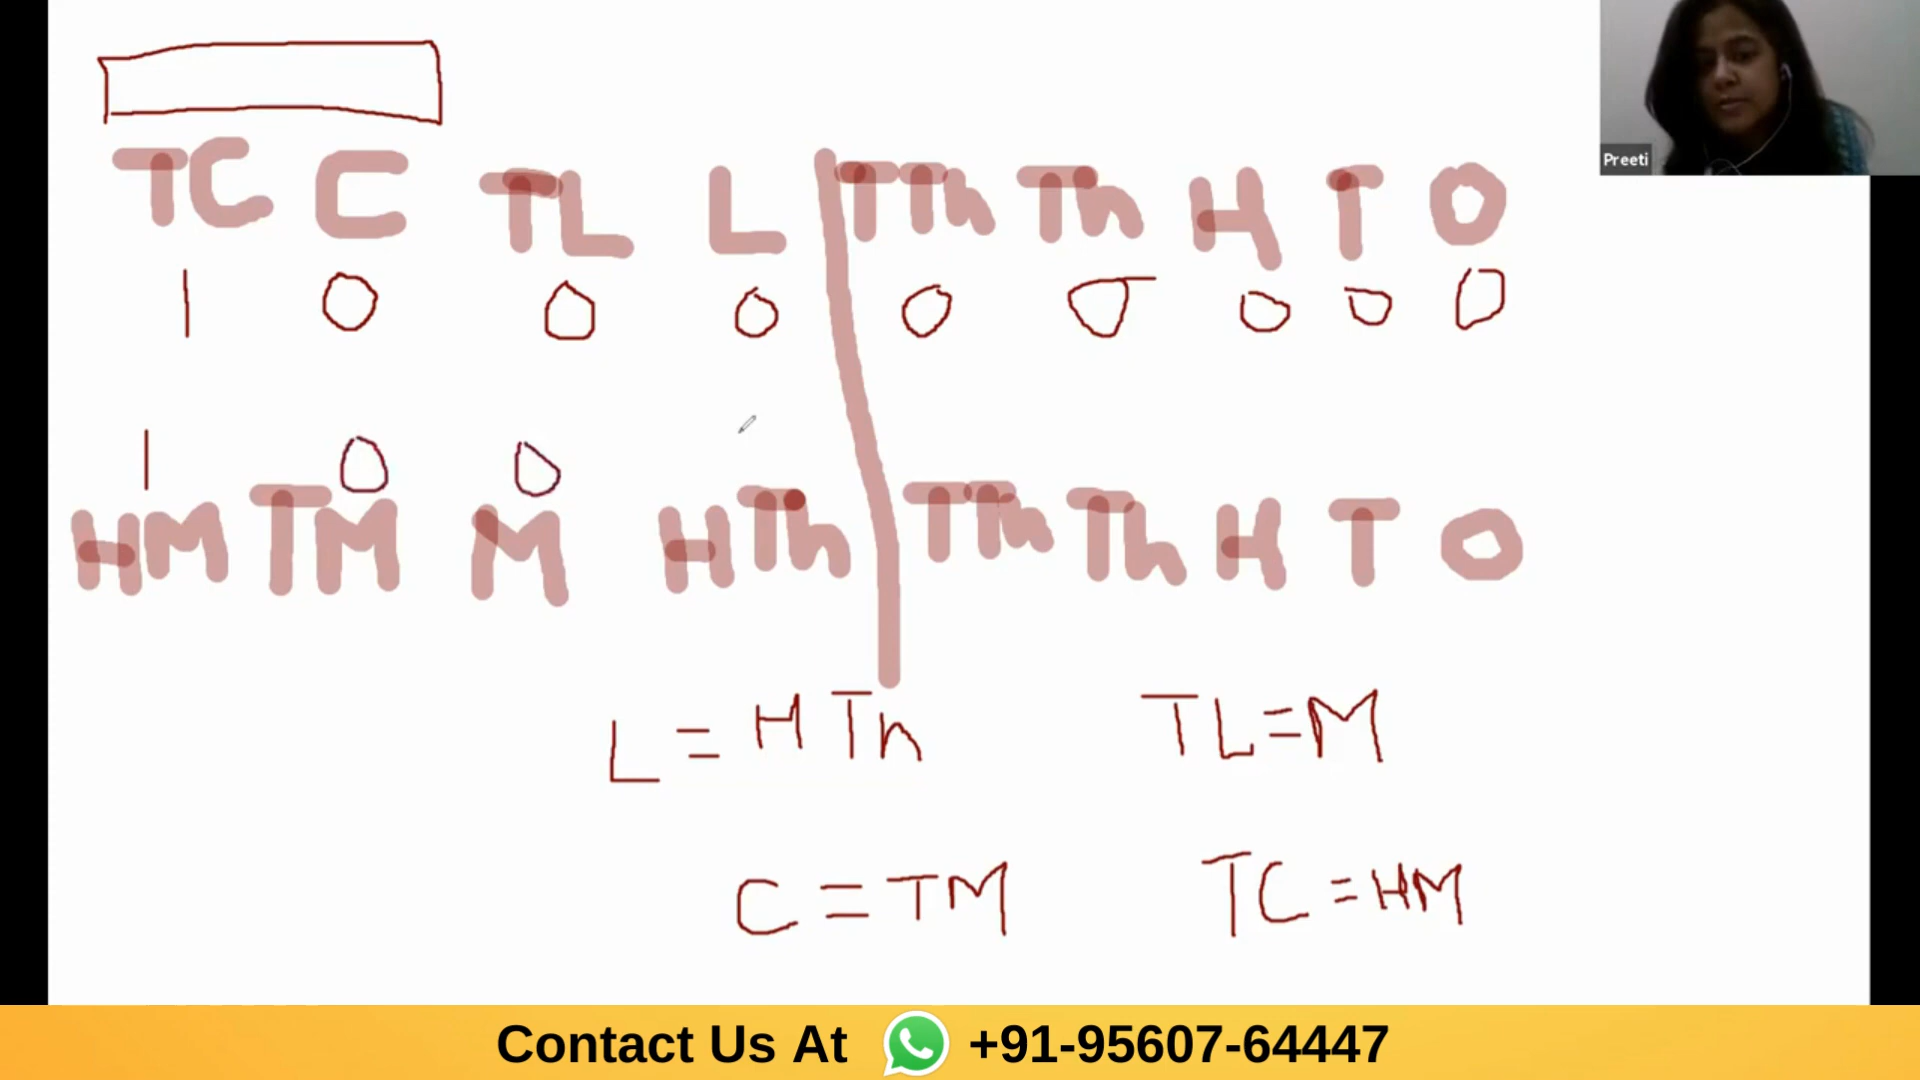 Preeti
TC C TL L TTh Th H T O
1 0 0 0 0 0 0 0 0
1 0 0
HM TM M HTh TTh Th H T O
L = HTh TL = M
C = TM TC = HM
Contact Us At +91-95607-64447